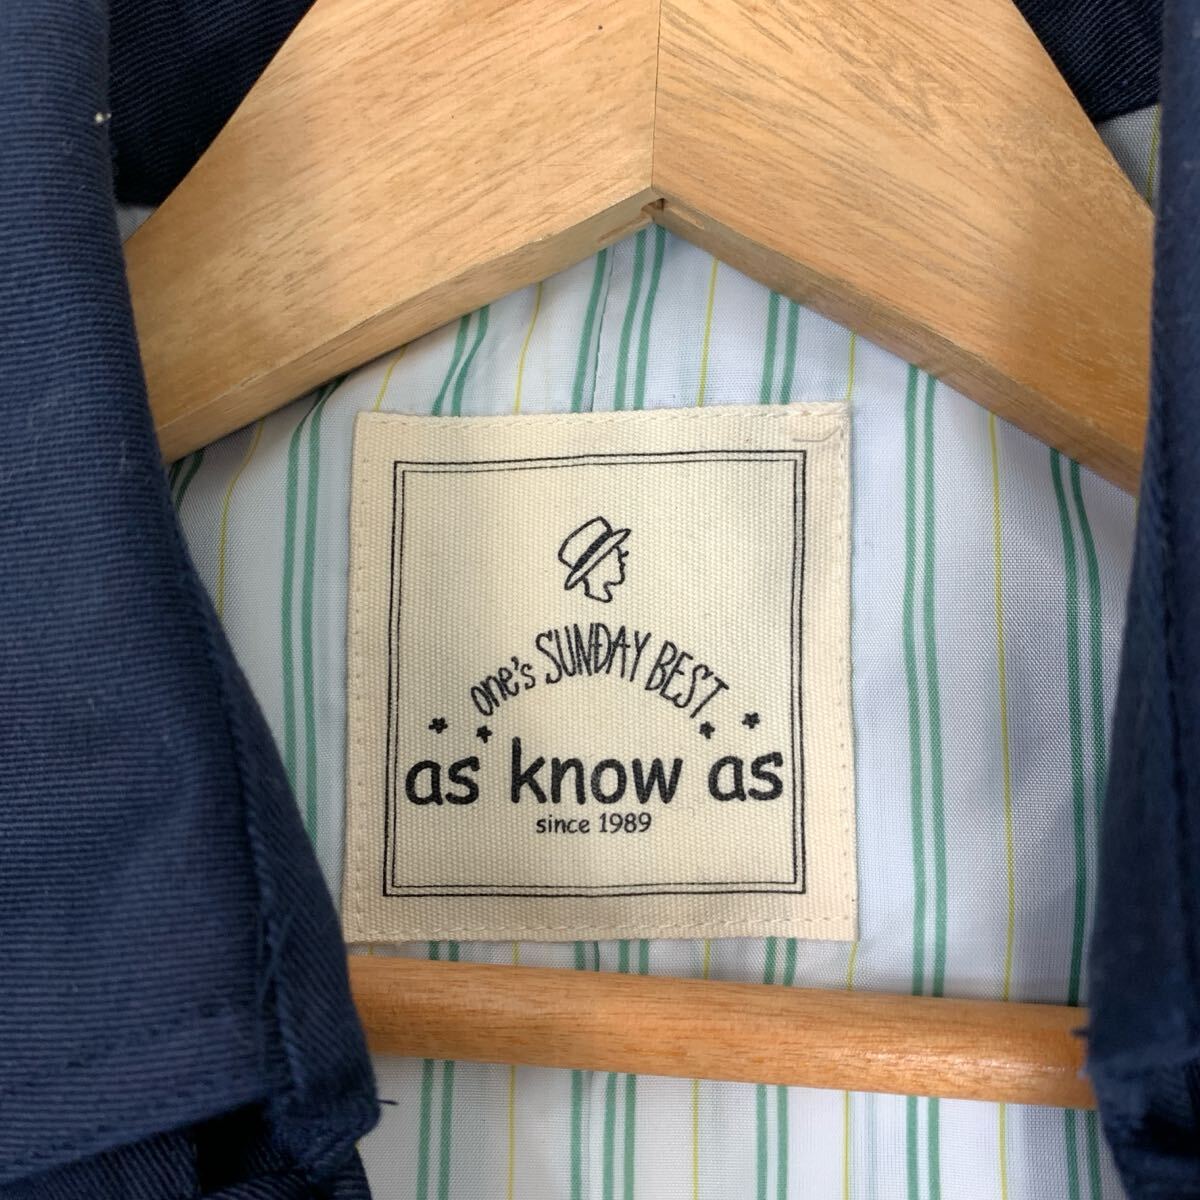 one's SUNDAY BEST
as know as
since 1989